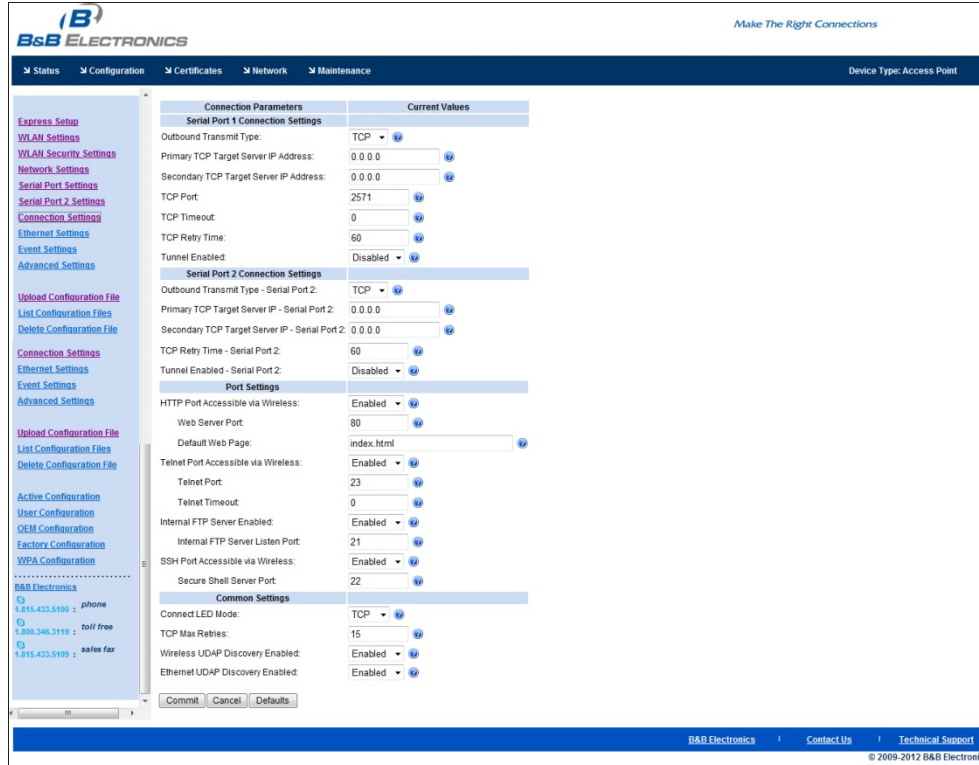 B&B ELECTRONICS
Make The Right Connections
Status Configuration Certificates Network Maintenance Device Type: Access Point
Express Setup
WLAN Settings
WLAN Security Settings
Network Settings
Serial Port Settings
Serial Port 2 Settings
Connection Settings
Ethernet Settings
Event Settings
Advanced Settings
Upload Configuration File
List Configuration Files
Delete Configuration File
Connection Settings
Ethernet Settings
Event Settings
Advanced Settings
Upload Configuration File
List Configuration Files
Delete Configuration File
Active Configuration
User Configuration
OEM Configuration
Factory Configuration
WPA Configuration
B&B Electronics
1.815.433.5100 : phone
1.800.346.3119 : toll free
1.815.433.5109 : sales fax
Connection Parameters Current Values
Serial Port 1 Connection Settings
Outbound Transmit Type: TCP
Primary TCP Target Server IP Address: 0.0.0.0
Secondary TCP Target Server IP Address: 0.0.0.0
TCP Port: 2571
TCP Timeout: 0
TCP Retry Time: 60
Tunnel Enabled: Disabled
Serial Port 2 Connection Settings
Outbound Transmit Type - Serial Port 2: TCP
Primary TCP Target Server IP - Serial Port 2: 0.0.0.0
Secondary TCP Target Server IP - Serial Port 2: 0.0.0.0
TCP Retry Time - Serial Port 2: 60
Tunnel Enabled - Serial Port 2: Disabled
Port Settings
HTTP Port Accessible via Wireless: Enabled
Web Server Port: 80
Default Web Page: index.html
Telnet Port Accessible via Wireless: Enabled
Telnet Port: 23
Telnet Timeout: 0
Internal FTP Server Enabled: Enabled
Internal FTP Server Listen Port: 21
SSH Port Accessible via Wireless: Enabled
Secure Shell Server Port: 22
Common Settings
Connect LED Mode: TCP
TCP Max Retries: 15
Wireless UDAP Discovery Enabled: Enabled
Ethernet UDAP Discovery Enabled: Enabled
Commit Cancel Defaults
B&B Electronics | Contact Us | Technical Support
© 2009-2012 B&B Electroni